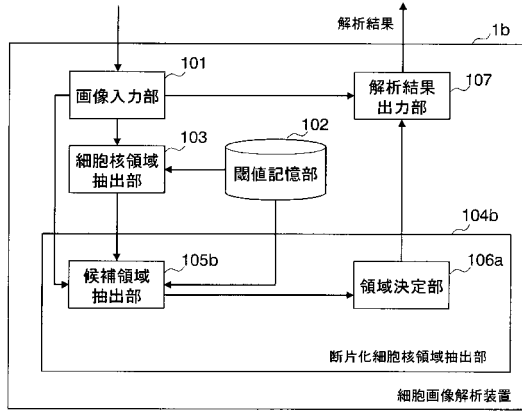 解析結果
1b
101
画像入力部
107
解析結果
出力部
103
細胞核領域
抽出部
102
閾値記憶部
104b
105b
候補領域
抽出部
106a
領域決定部
断片化細胞核領域抽出部
細胞画像解析装置